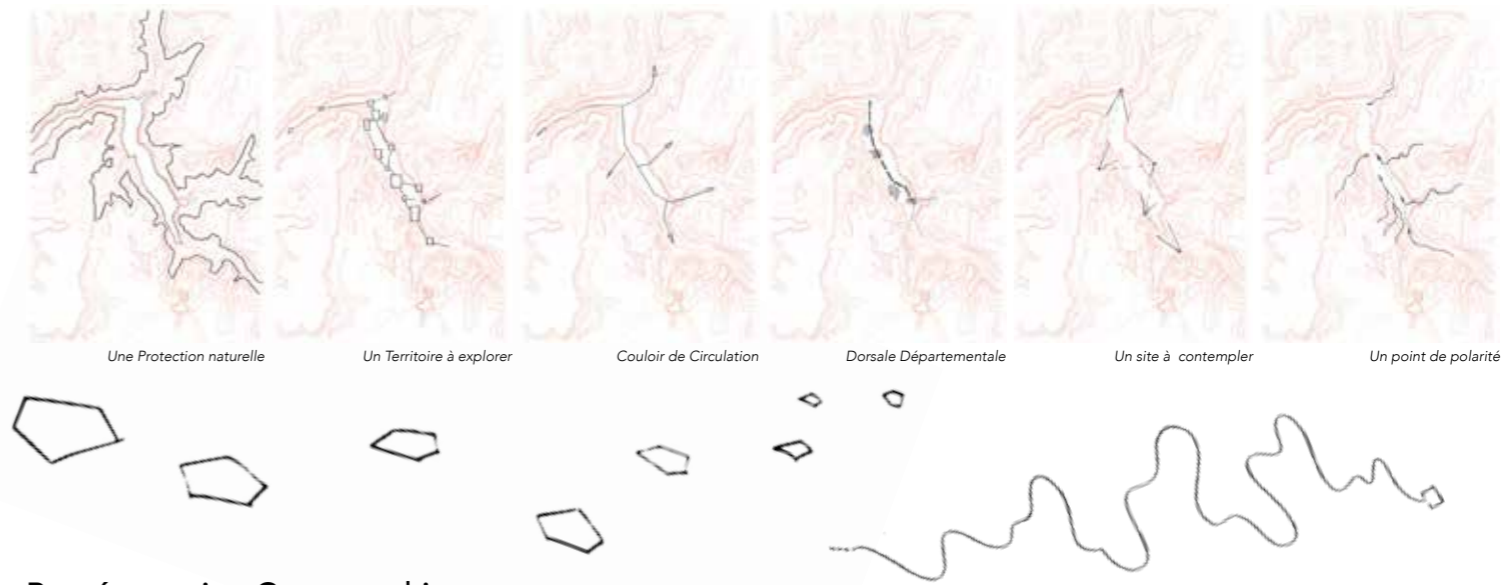 Une Protection naturelle
Un Territoire à explorer
Couloir de Circulation
Dorsale Départementale
Un site à contempler
Un point de polarité